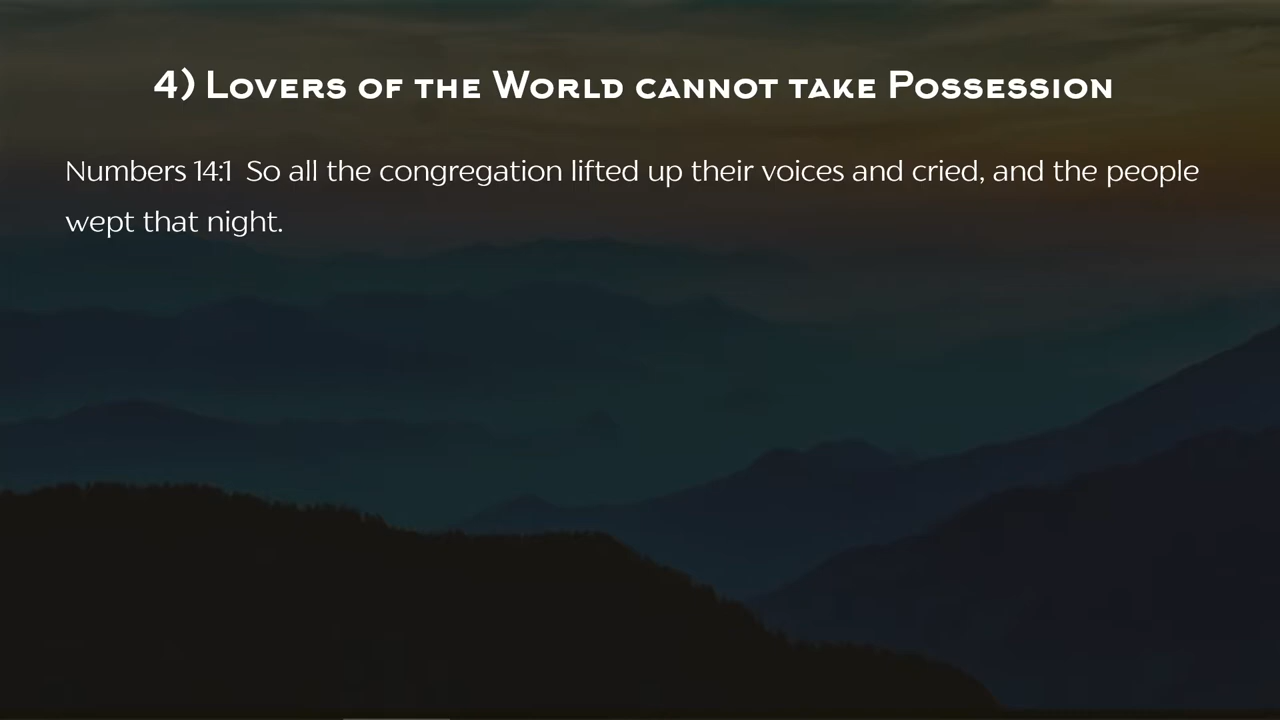 4) Lovers of the World cannot take Possession
Numbers 14:1  So all the congregation lifted up their voices and cried, and the people
wept that night.